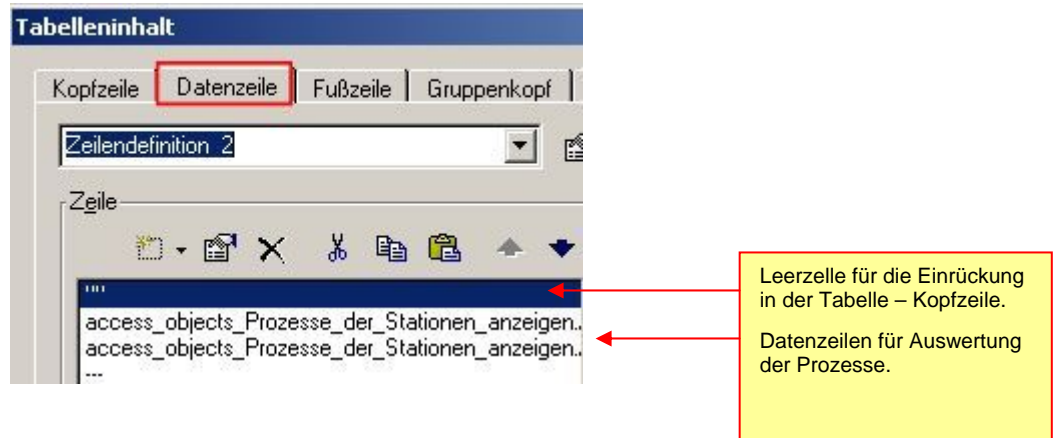 Tabelleninhalt
Kopfzeile Datenzeile Fußzeile Gruppenkopf
Zeilendefinition 2
Zeile
""
access_objects_Prozesse_der_Stationen_anzeigen..
access_objects_Prozesse_der_Stationen_anzeigen..
---
Leerzelle für die Einrückung
in der Tabelle – Kopfzeile.
Datenzeilen für Auswertung
der Prozesse.